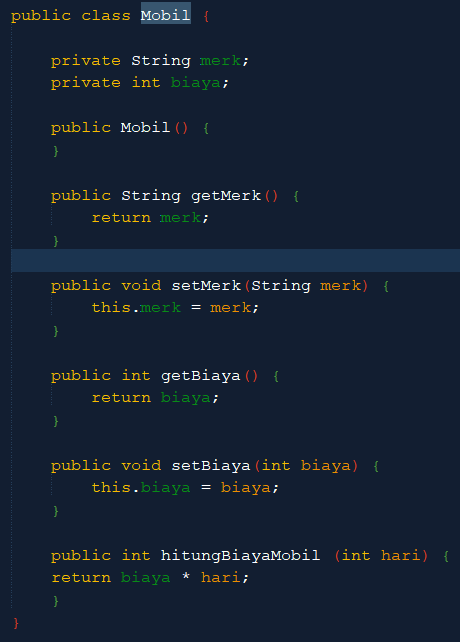 public class Mobil {
private String merk;
private int biaya;
public Mobil() {
}
public String getMerk() {
return merk;
}
public void setMerk(String merk) {
this.merk = merk;
}
public int getBiaya() {
return biaya;
}
public void setBiaya(int biaya) {
this.biaya = biaya;
}
public int hitungBiayaMobil (int hari) {
return biaya * hari;
}
}